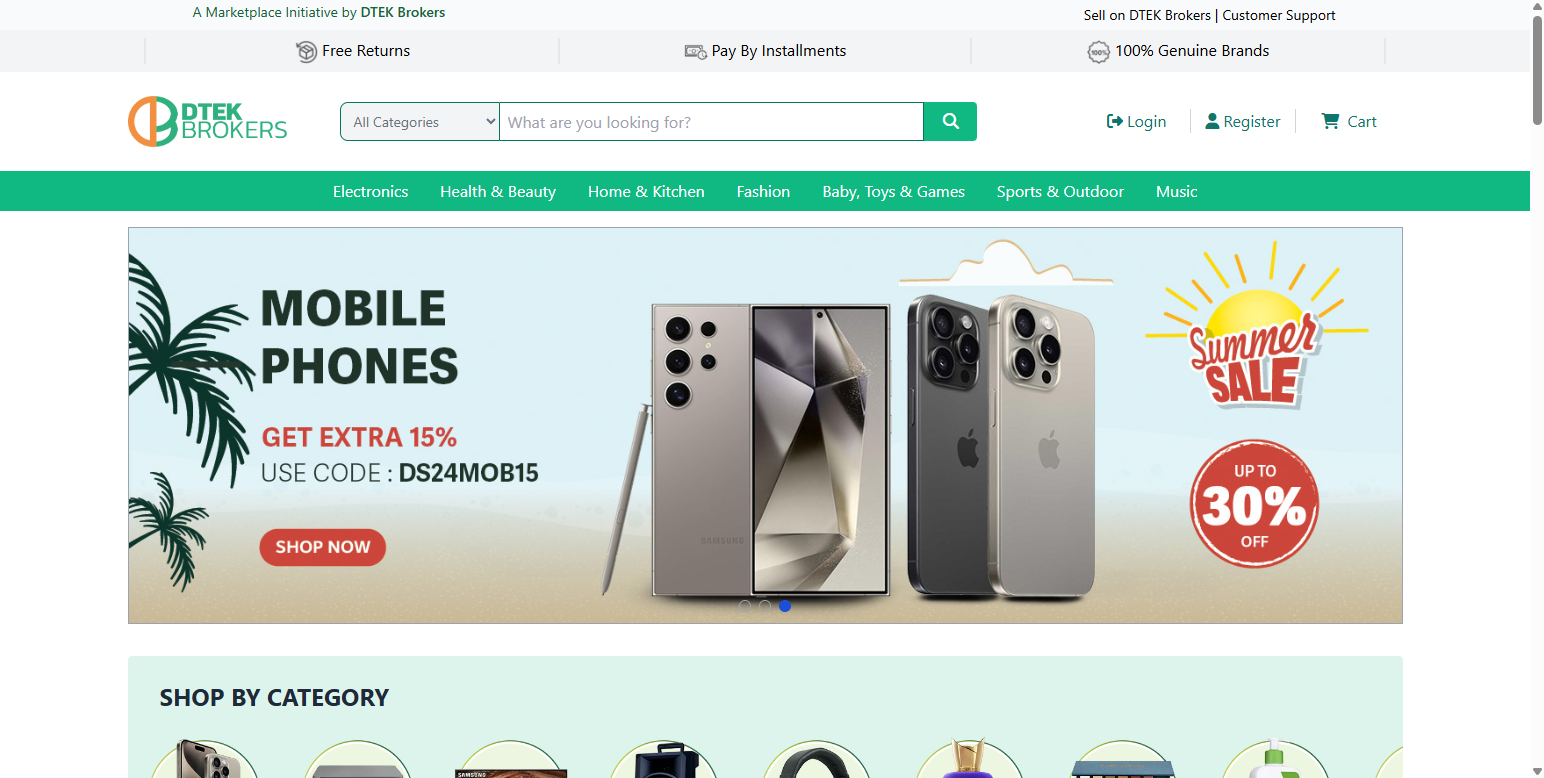 A Marketplace Initiative by DTEK Brokers
Sell on DTEK Brokers | Customer Support
Free Returns
Pay By Installments
100%
100% Genuine Brands
DTEK
BROKERS
All Categories
What are you looking for?
Login
Register
Cart
Electronics
Health & Beauty
Home & Kitchen
Fashion
Baby, Toys & Games
Sports & Outdoor
Music
MOBILE
PHONES
GET EXTRA 15%
USE CODE : DS24MOB15
SHOP NOW
SAMSUNG
Summer
SALE
UP TO
30%
OFF
SHOP BY CATEGORY
SAMSUNG